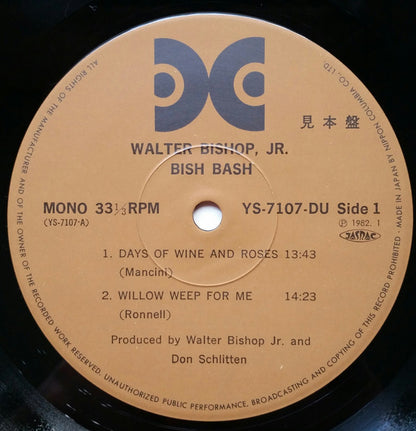 見本盤
WALTER BISHOP, JR.
BISH BASH
MONO 33⅓RPM
(YS-7107-A)
YS-7107-DU Side 1
Ⓟ 1982. 1
JASRAC
1. DAYS OF WINE AND ROSES 13:43
(Mancini)
2. WILLOW WEEP FOR ME 14:23
(Ronnell)
Produced by Walter Bishop Jr. and
Don Schlitten
ALL RIGHTS OF THE MANUFACTURER AND OF THE OWNER OF THE RECORDED WORK RESERVED. UNAUTHORIZED PUBLIC PERFORMANCE, BROADCASTING AND COPYING OF THIS RECORD PROHIBITED · MADE IN JAPAN BY NIPPON COLUMBIA CO., LTD.